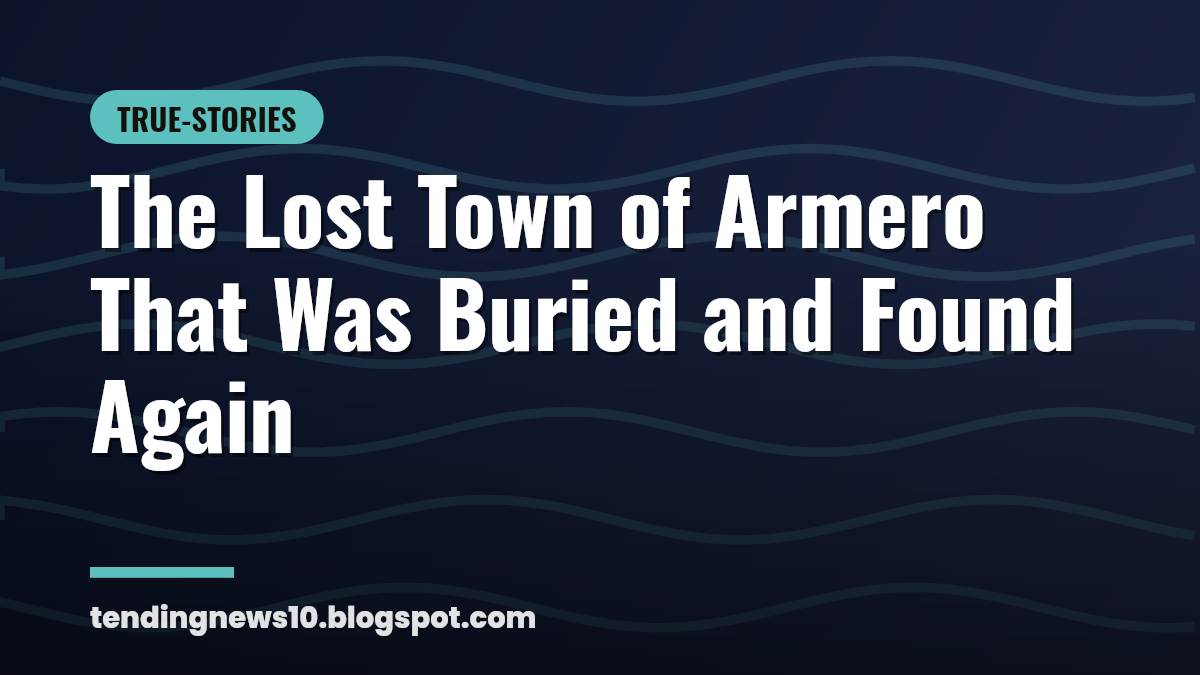 TRUE-STORIES
The Lost Town of Armero
That Was Buried and Found
Again
tendingnews10.blogspot.com